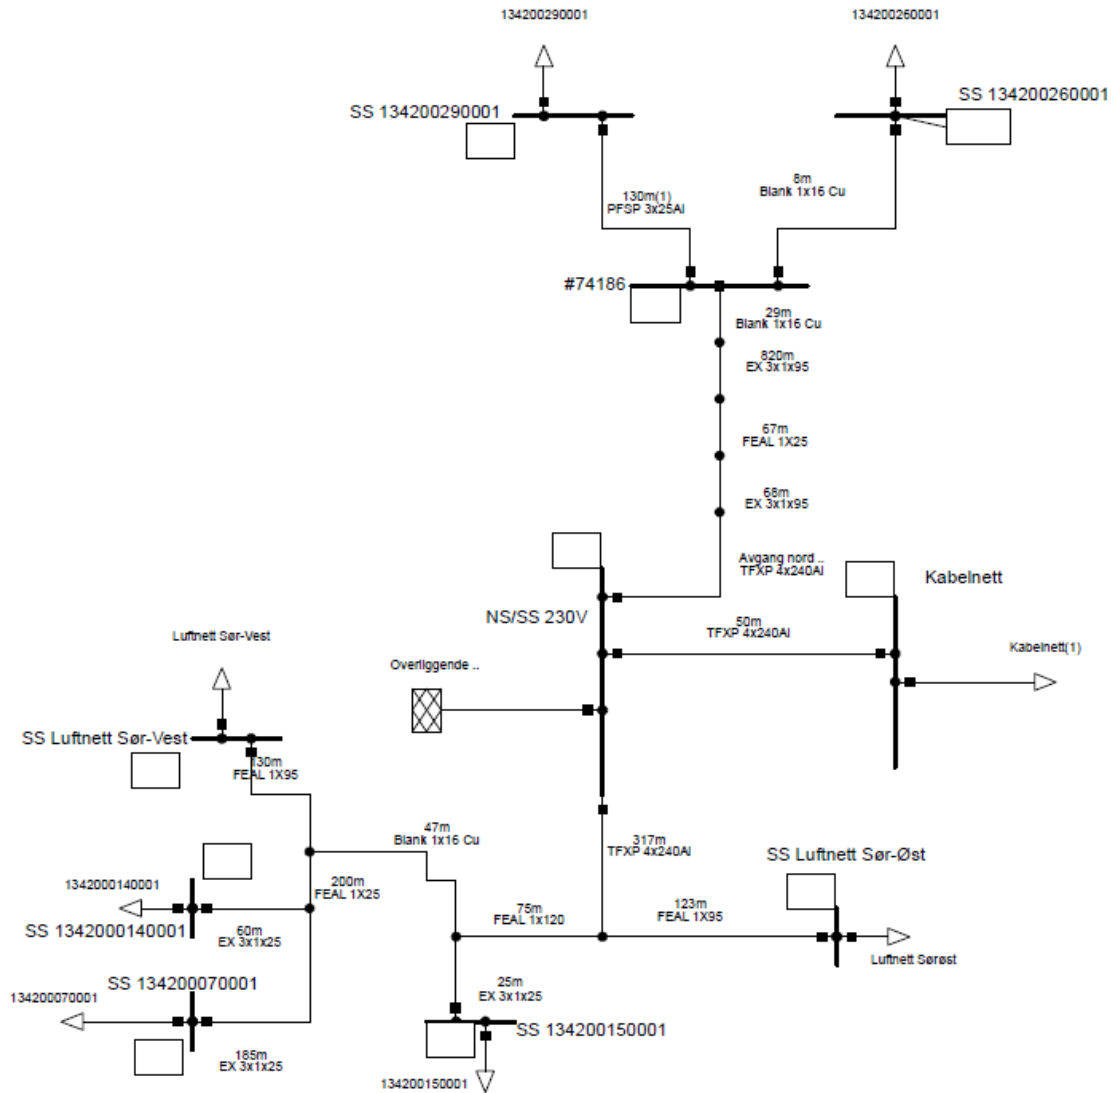 134200290001
134200260001
SS 134200290001
SS 134200260001
130m(1)
PFSP 3x25Al
8m
Blank 1x16 Cu
#74186
29m
Blank 1x16 Cu
820m
EX 3x1x95
67m
FEAL 1X25
68m
EX 3x1x95
Avgang nord ..
TFXP 4x240Al
Kabelnett
NS/SS 230V
50m
TFXP 4x240Al
Luftnett Sør-Vest
Overliggende ..
Kabelnett(1)
SS Luftnett Sør-Vest
130m
FEAL 1X95
47m
Blank 1x16 Cu
317m
TFXP 4x240Al
SS Luftnett Sør-Øst
1342000140001
200m
FEAL 1X25
75m
FEAL 1x120
123m
FEAL 1X95
SS 1342000140001
60m
EX 3x1x25
Luftnett Sørøst
SS 134200070001
134200070001
25m
EX 3x1x25
SS 134200150001
185m
EX 3x1x25
134200150001